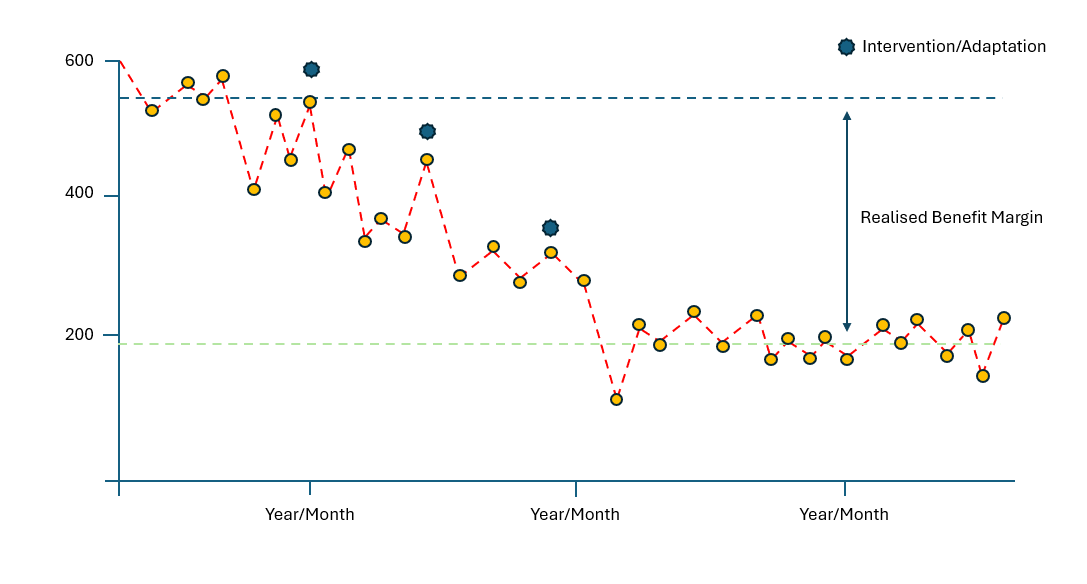 600
Intervention/Adaptation
400
Realised Benefit Margin
200
Year/Month
Year/Month
Year/Month